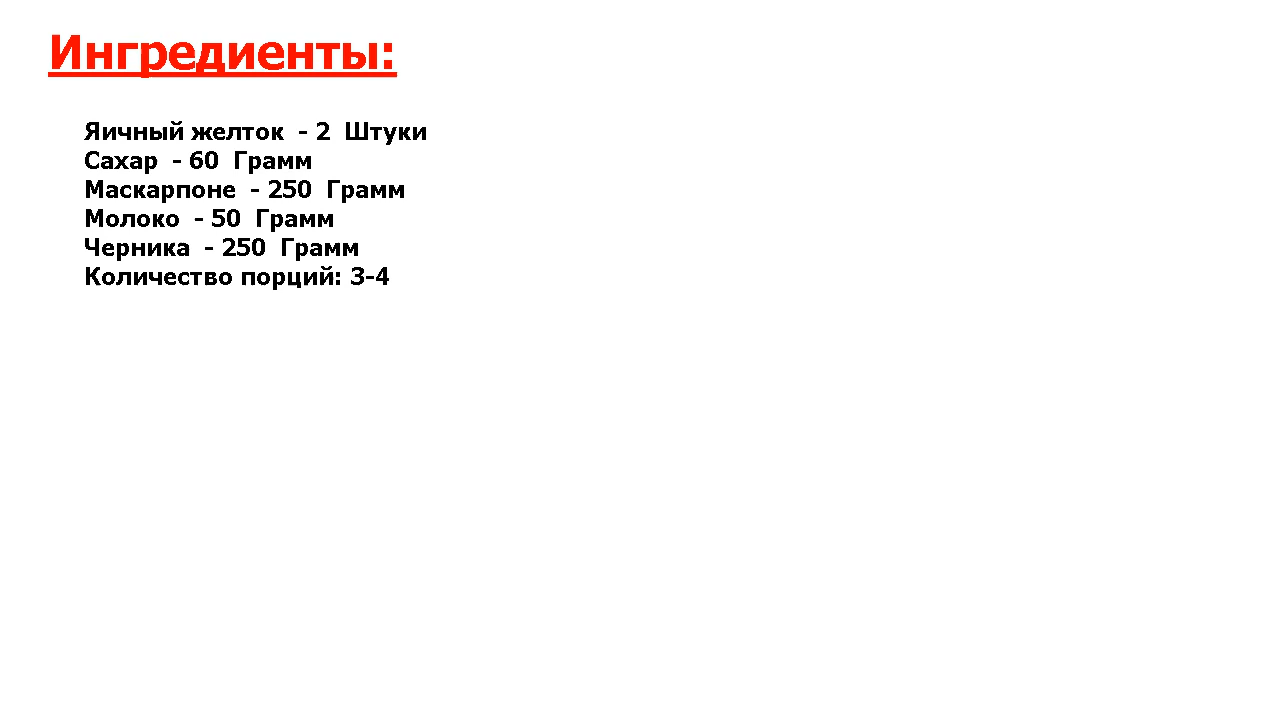 Ингредиенты:
Яичный желток  - 2  Штуки
Сахар  - 60  Грамм
Маскарпоне  - 250  Грамм
Молоко  - 50  Грамм
Черника  - 250  Грамм
Количество порций: 3-4